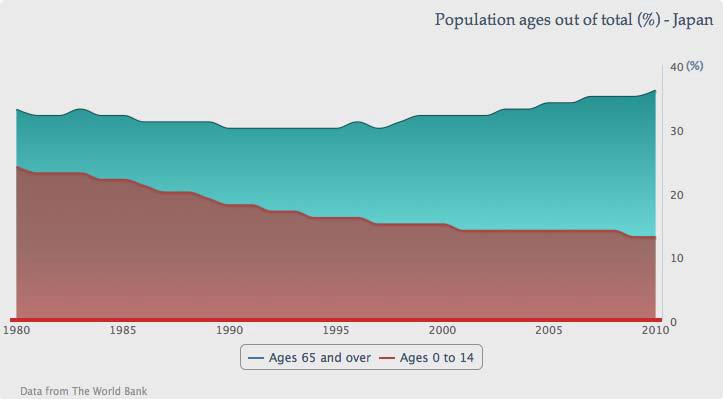 Population ages out of total (%) - Japan
40 (%)
30
20
10
0
1980 1985 1990 1995 2000 2005 2010
Ages 65 and over Ages 0 to 14
Data from The World Bank